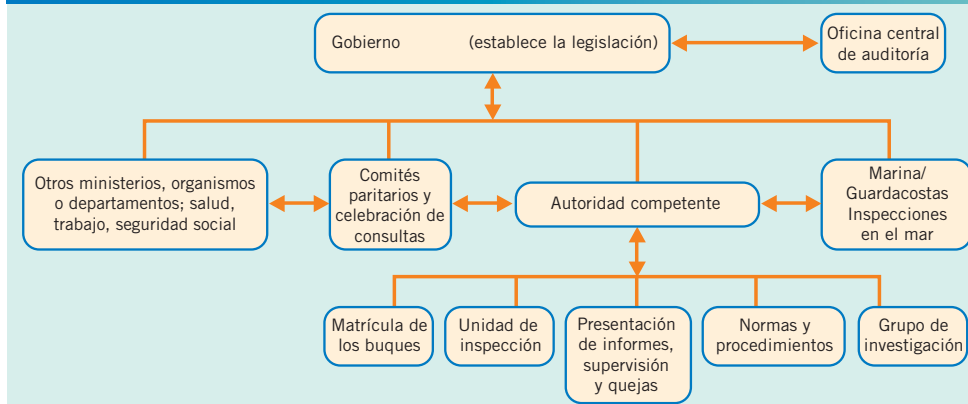 Gobierno (establece la legislación)
Oficina central
de auditoría
Otros ministerios, organismos
o departamentos; salud,
trabajo, seguridad social
Comités
paritarios y
celebración de
consultas
Autoridad competente
Marina/
Guardacostas
Inspecciones
en el mar
Matrícula de
los buques
Unidad de
inspección
Presentación
de informes,
supervisión
y quejas
Normas y
procedimientos
Grupo de
investigación